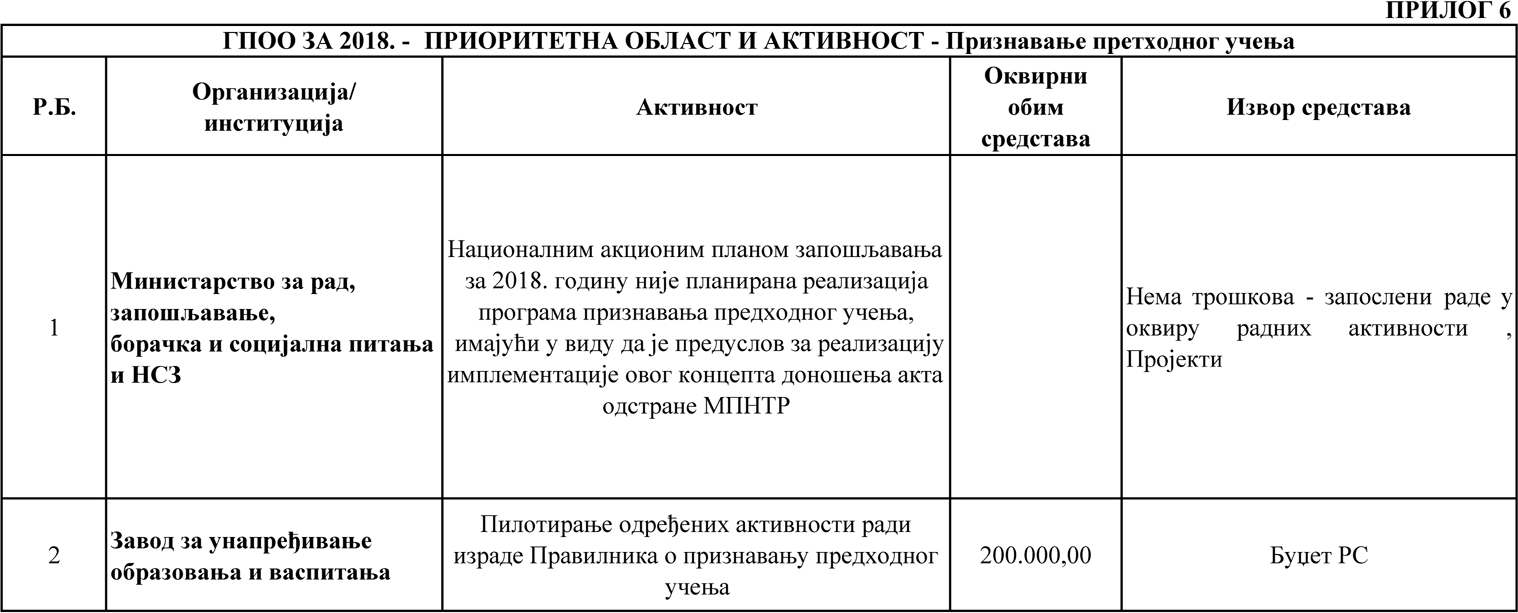 ПРИЛОГ 6
ГПОО ЗА 2018. - ПРИОРИТЕТНА ОБЛАСТ И АКТИВНОСТ - Признавање претходног учења
Р.Б.
Организација/
институција
Активност
Оквирни
обим
средстава
Извор средстава
1
Министарство за рад,
запошљавање,
борачка и социјална питања
и НСЗ
Националним акционим планом запошљавања
за 2018. годину није планирана реализација
програма признавања предходног учења,
имајући у виду да је предуслов за реализацију
имплементације овог концепта доношења акта
одстране МПНТР
Нема трошкова - запослени раде у
оквиру радних активности ,
Пројекти
2
Завод за унапређивање
образовања и васпитања
Пилотирање одређених активности ради
израде Правилника о признавању предходног
учења
200.000,00
Буџет РС